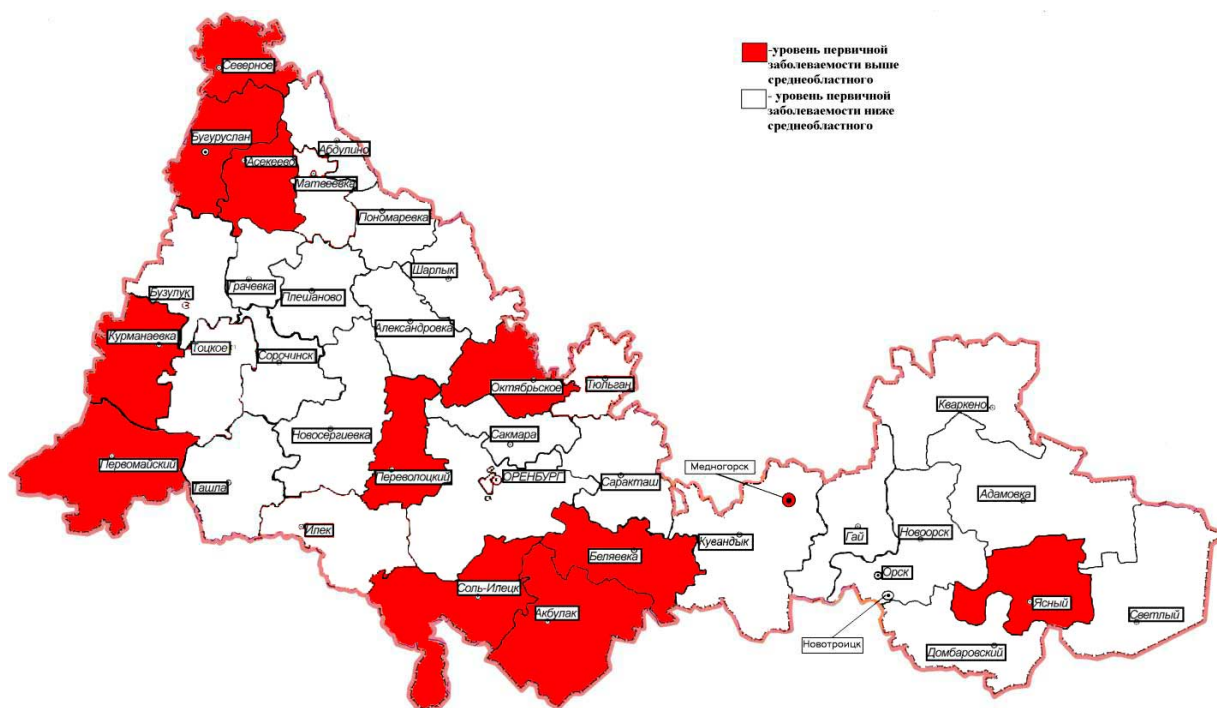 -уровень первичной
заболеваемости выше
среднеобластного
- уровень первичной
заболеваемости ниже
среднеобластного
Северное
Бугуруслан
Абдулино
Асекеево
Матвеевка
Пономаревка
Шарлык
Грачевка
Плешаново
Бузулук
Александровка
Курманаевка
Тоцкое
Сорочинск
Октябрьское
Тюльган
Кваркено
Новосергиевка
Сакмара
Первомайский
Медногорск
Переволоцкий
ОРЕНБУРГ
Саракташ
Ташла
Адамовка
Илек
Гай
Новоорск
Кувандык
Беляевка
Орск
Соль-Илецк
Ясный
Акбулак
Светлый
Новотроицк
Домбаровский